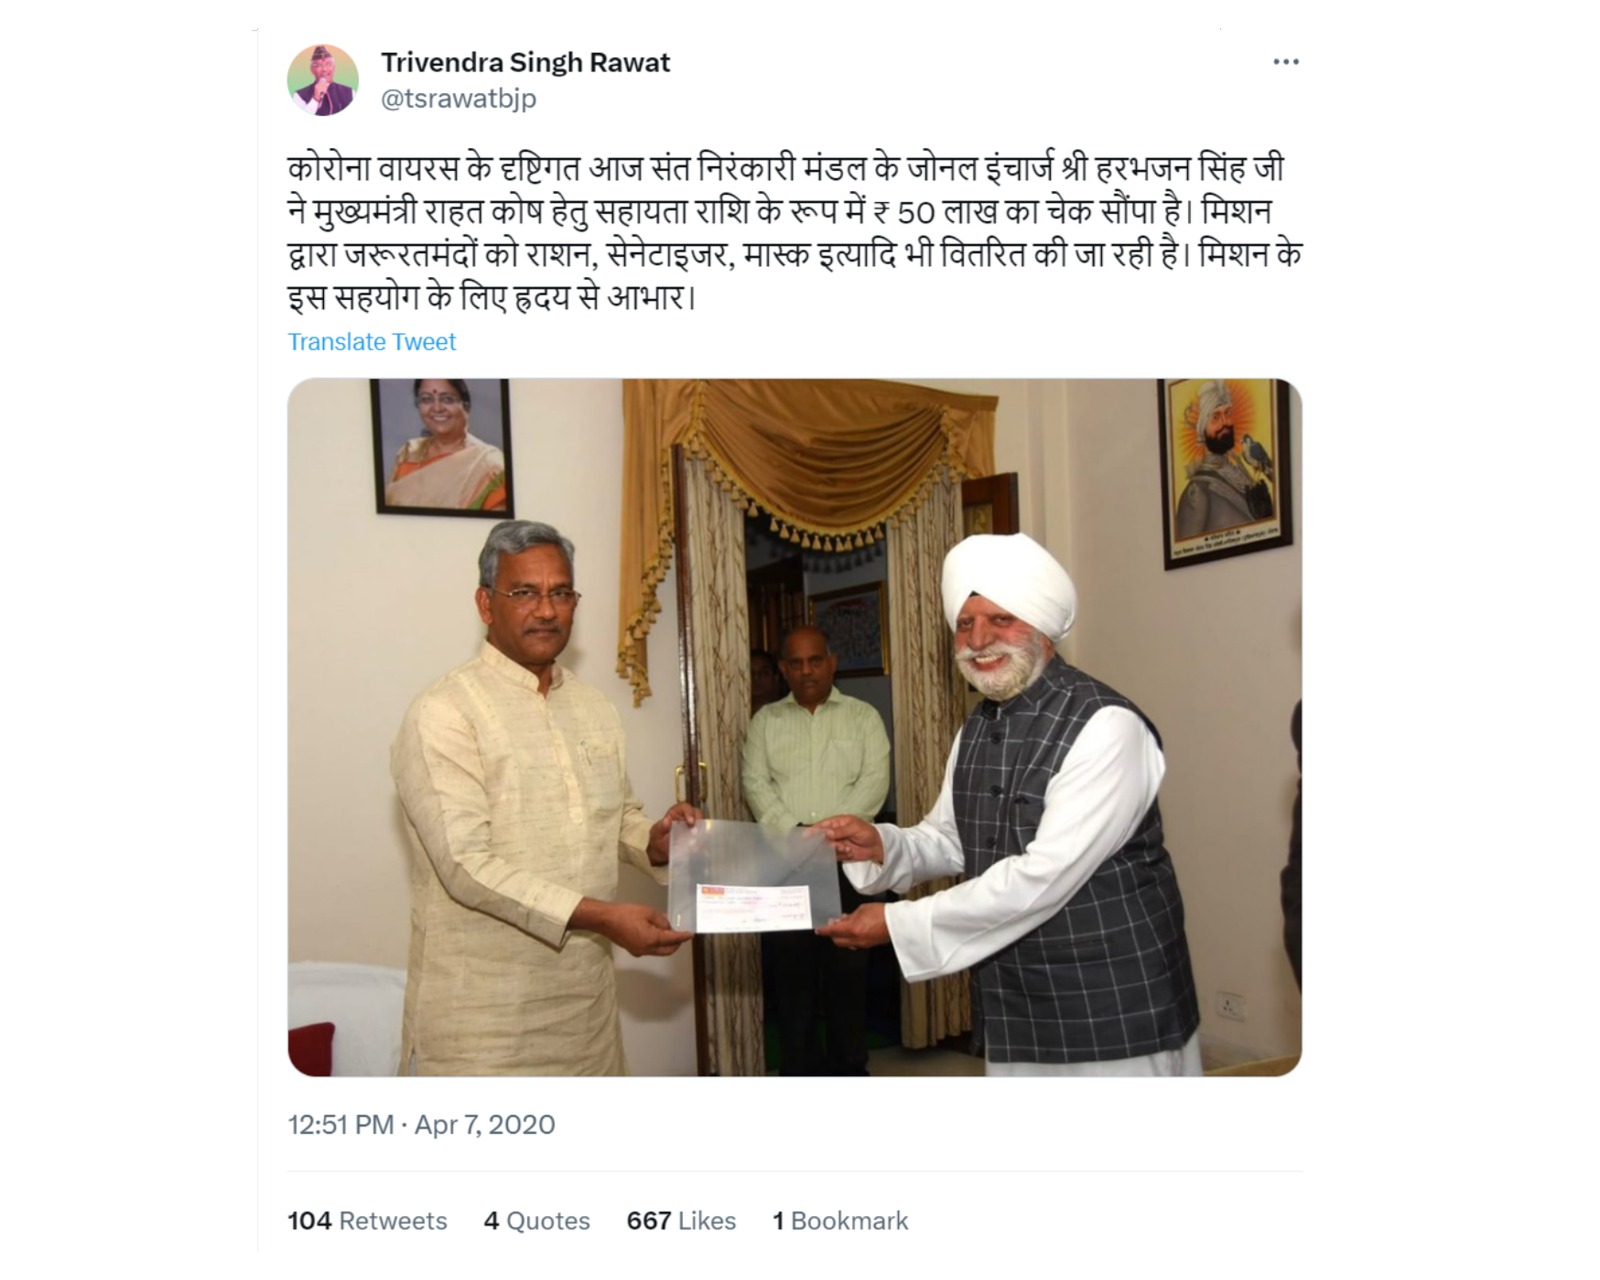 Trivendra Singh Rawat
@tsrawatbjp
कोरोना वायरस के दृष्टिगत आज संत निरंकारी मंडल के जोनल इंचार्ज श्री हरभजन सिंह जी
ने मुख्यमंत्री राहत कोष हेतु सहायता राशि के रूप में ₹ 50 लाख का चेक सौंपा है। मिशन
द्वारा जरूरतमंदों को राशन, सेनेटाइजर, मास्क इत्यादि भी वितरित की जा रही है। मिशन के
इस सहयोग के लिए ह्रदय से आभार।
Translate Tweet
12:51 PM · Apr 7, 2020
104 Retweets 4 Quotes 667 Likes 1 Bookmark